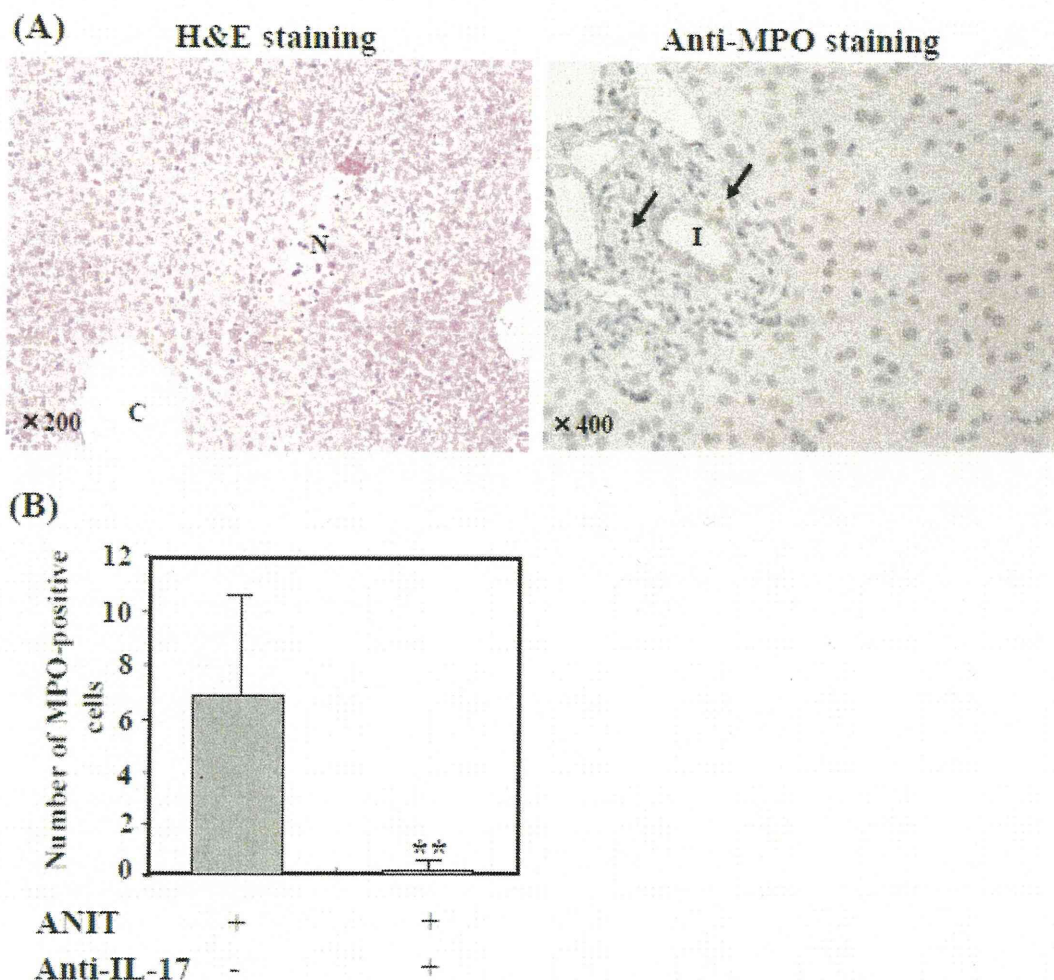 (A)
H&E staining
Anti-MPO staining
N
C
×200
I
×400
(B)
Number of MPO-positive
cells
12
10
8
6
4
2
0
**
ANIT + +
Anti-IL-17 - +